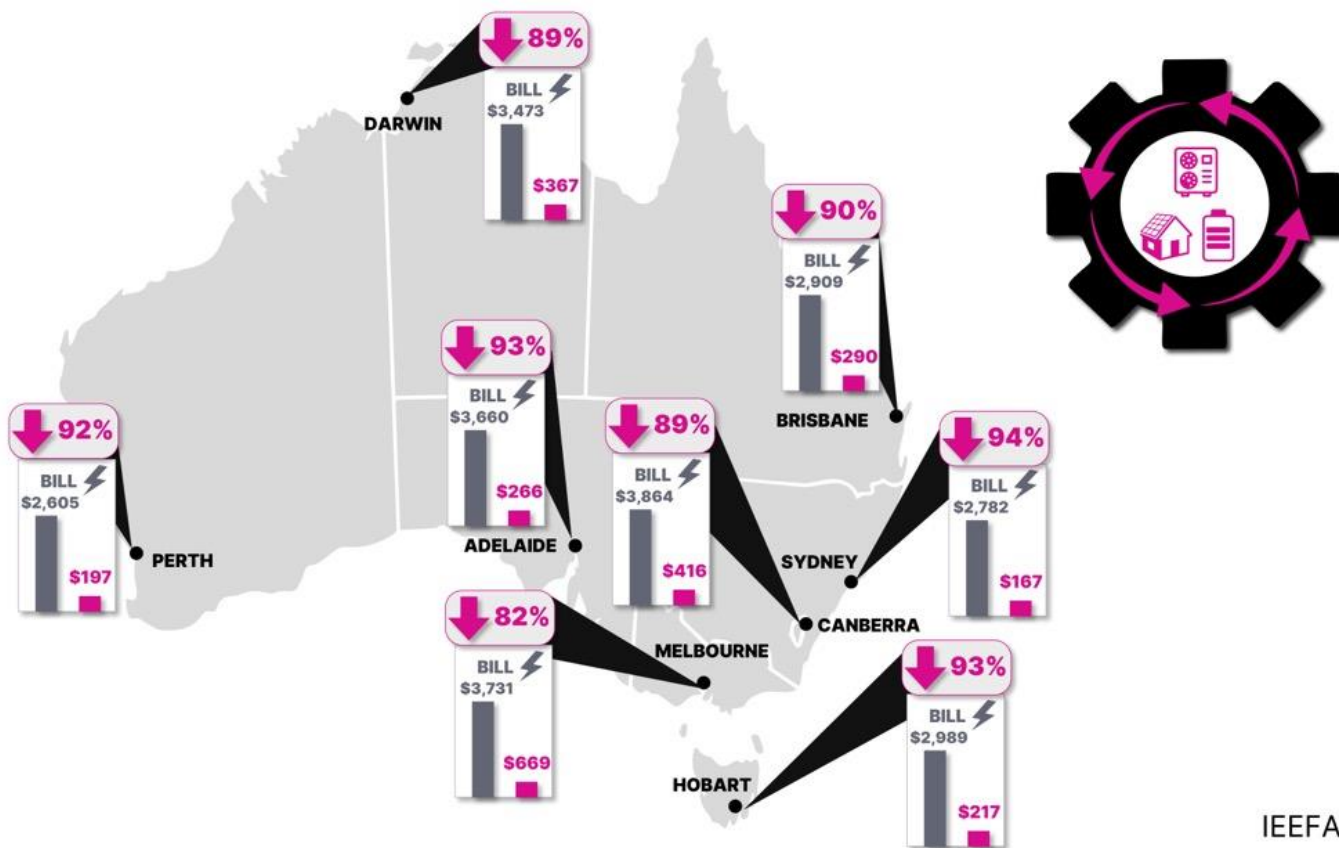 89%
BILL
$3,473
$367
DARWIN
90%
BILL
$2,909
$290
BRISBANE
93%
BILL
$3,660
$266
ADELAIDE
89%
BILL
$3,864
$416
CANBERRA
94%
BILL
$2,782
$167
SYDNEY
92%
BILL
$2,605
$197
PERTH
82%
BILL
$3,731
$669
MELBOURNE
93%
BILL
$2,989
$217
HOBART
IEEFA